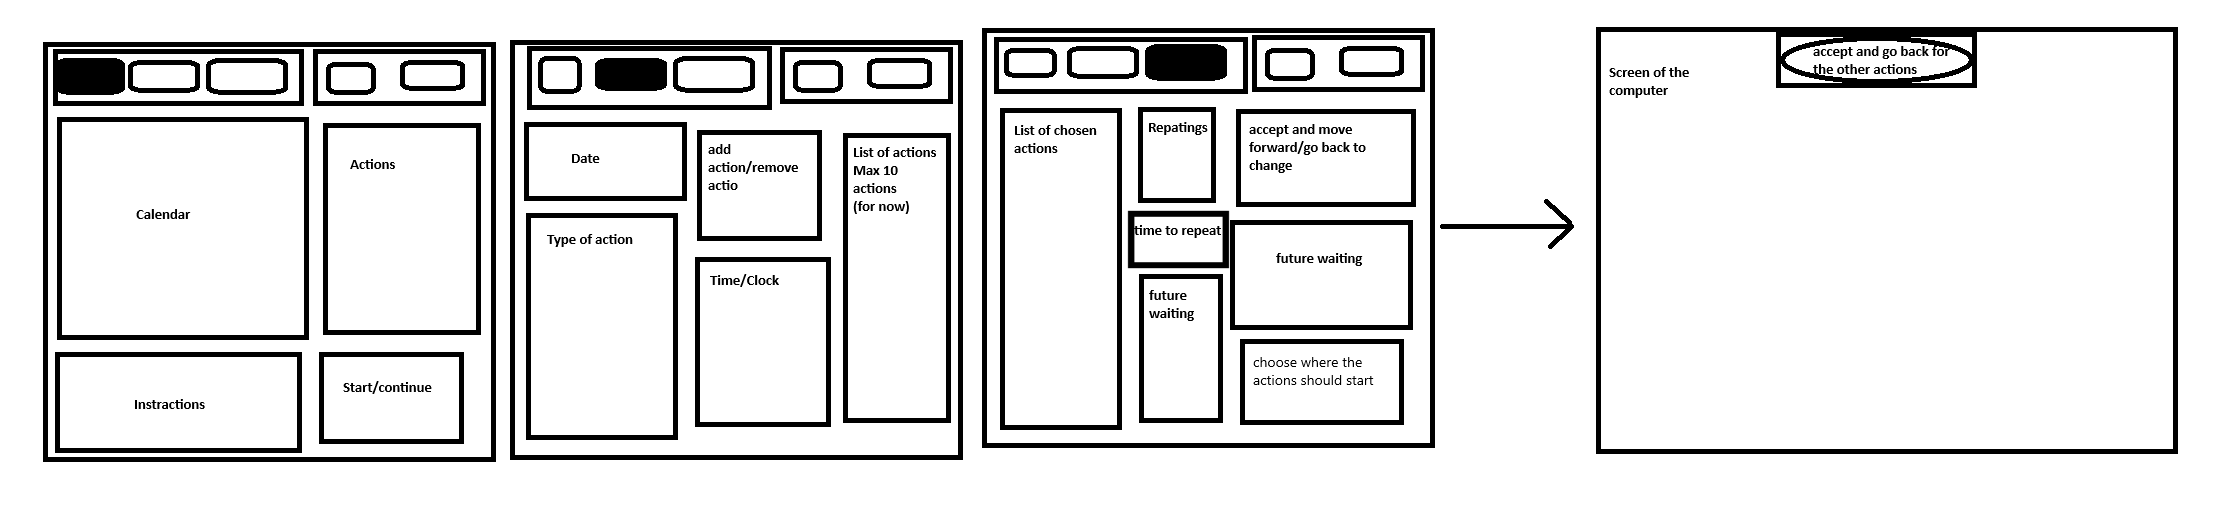 Calendar
Actions
Instractions
Start/continue
Date
add
action/remove
actio
List of actions
Max 10
actions
(for now)
Type of action
Time/Clock
List of chosen
actions
Repatings
accept and move
forward/go back to
change
time to repeat
future waiting
future
waiting
choose where the
actions should start
Screen of the
computer
accept and go back for
the other actions